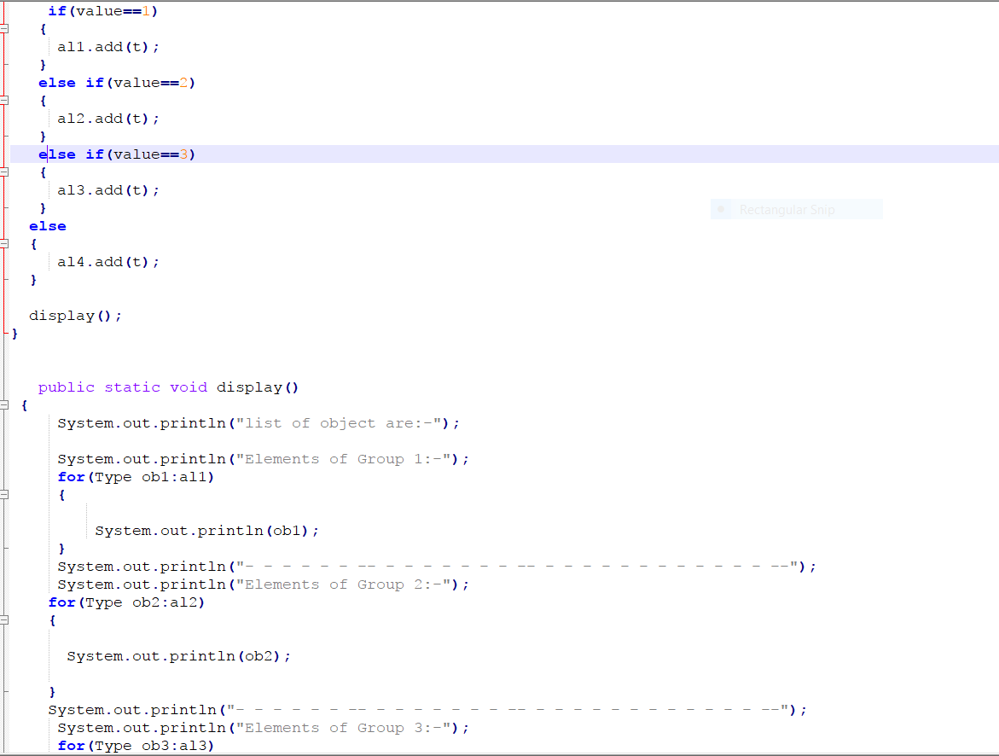 if(value==1)
{
al1.add(t);
}
else if(value==2)
{
al2.add(t);
}
else if(value==3)
{
al3.add(t);
}
Rectangular Snip
else
{
al4.add(t);
}
display();
}
public static void display()
{
System.out.println("list of object are:-");
System.out.println("Elements of Group 1:-");
for(Type ob1:al1)
{
System.out.println(ob1);
}
System.out.println("- - - - - - -- - - - - - - - -- - - - - - - - - - - - - --");
System.out.println("Elements of Group 2:-");
for(Type ob2:al2)
{
System.out.println(ob2);
}
System.out.println("- - - - - - -- - - - - - - - -- - - - - - - - - - - - - --");
System.out.println("Elements of Group 3:-");
for(Type ob3:al3)